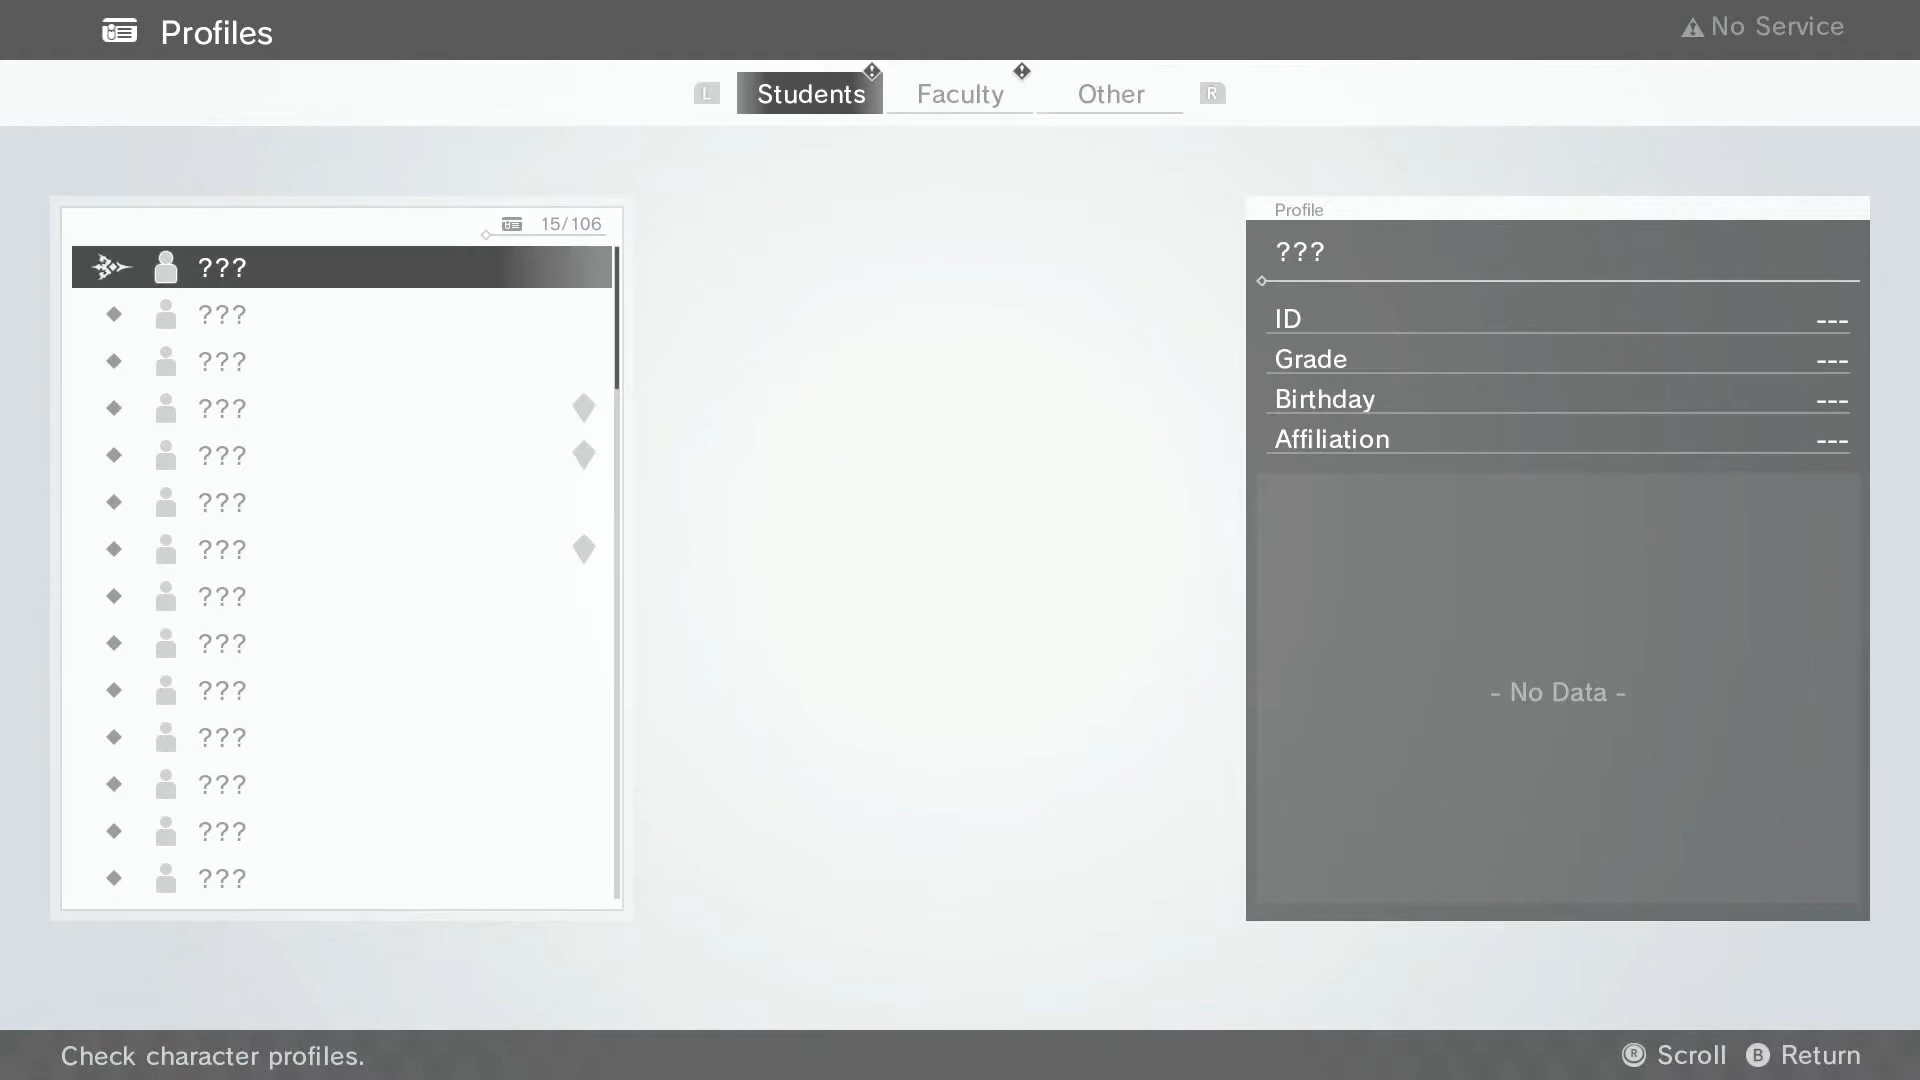 Profiles
No Service
L
Students
Faculty
Other
R
15/106
???
???
???
???
???
???
???
???
???
???
???
???
???
???
Profile
???
ID ---
Grade ---
Birthday ---
Affiliation ---
- No Data -
Check character profiles.
R Scroll B Return